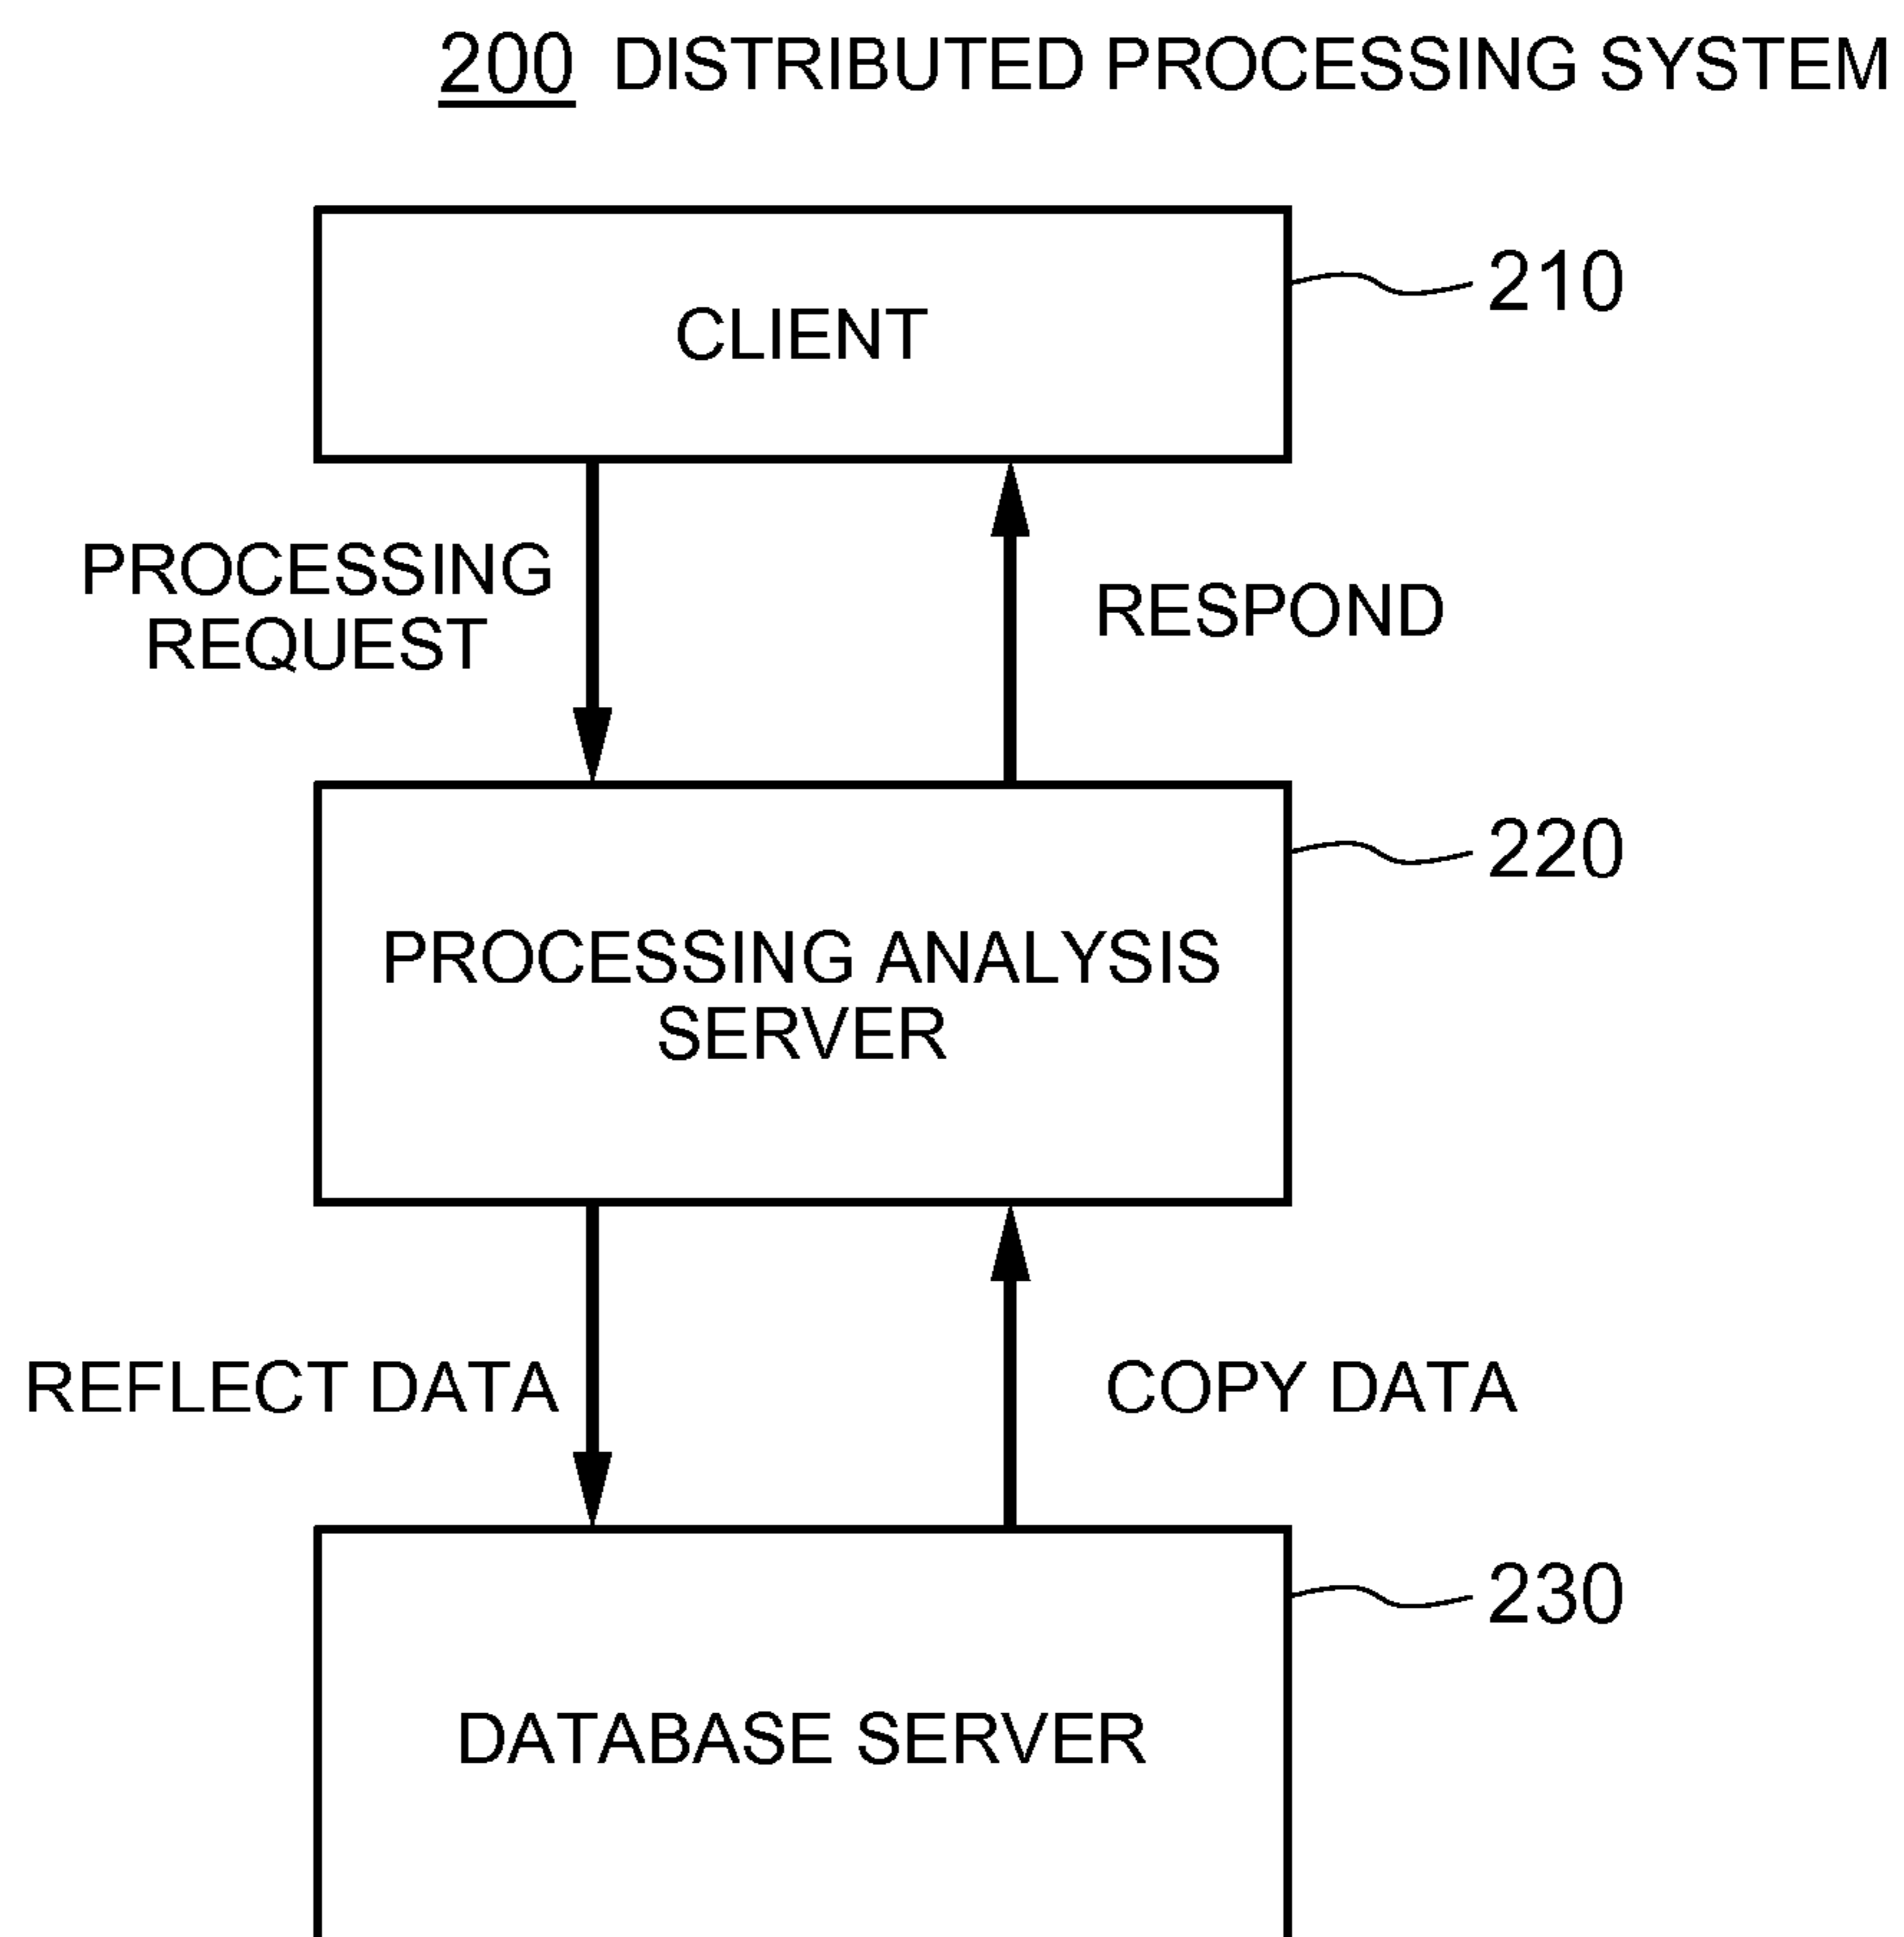 200 DISTRIBUTED PROCESSING SYSTEM
CLIENT
210
PROCESSING
REQUEST
RESPOND
220
PROCESSING ANALYSIS
SERVER
REFLECT DATA
COPY DATA
230
DATABASE SERVER